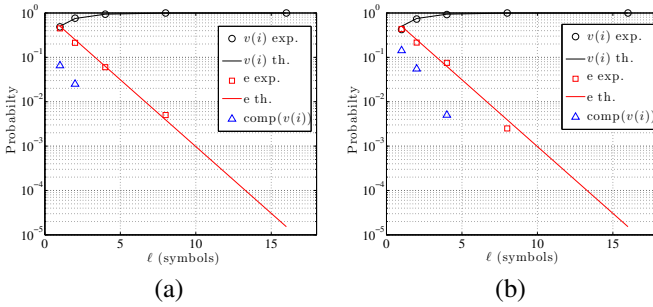 10^0
10^{-1}
10^{-2}
10^{-3}
10^{-4}
10^{-5}
Probabilty
0 5 10 15
ℓ (symbols)
v(i) exp.
v(i) th.
e exp.
e th.
comp(v(i))
(a)
10^0
10^{-1}
10^{-2}
10^{-3}
10^{-4}
10^{-5}
Probabilty
0 5 10 15
ℓ (symbols)
v(i) exp.
v(i) th.
e exp.
e th.
comp(v(i))
(b)